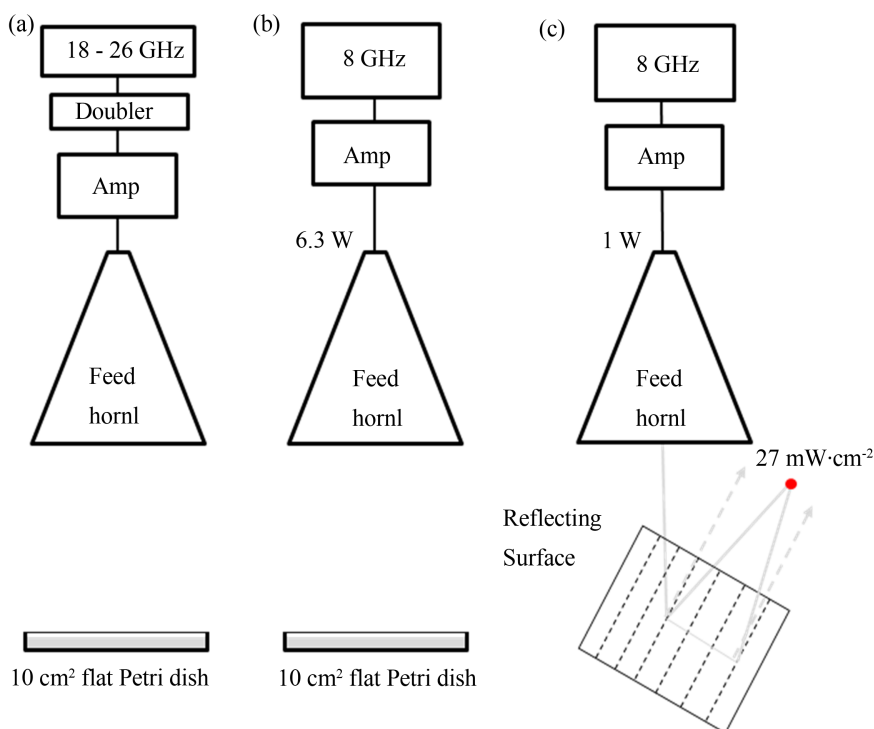 (a)
18 - 26 GHz
Doubler
Amp
Feed
hornl
10 cm² flat Petri dish
(b)
8 GHz
Amp
6.3 W
Feed
hornl
10 cm² flat Petri dish
(c)
8 GHz
Amp
1 W
Feed
hornl
27 mW·cm⁻²
Reflecting
Surface